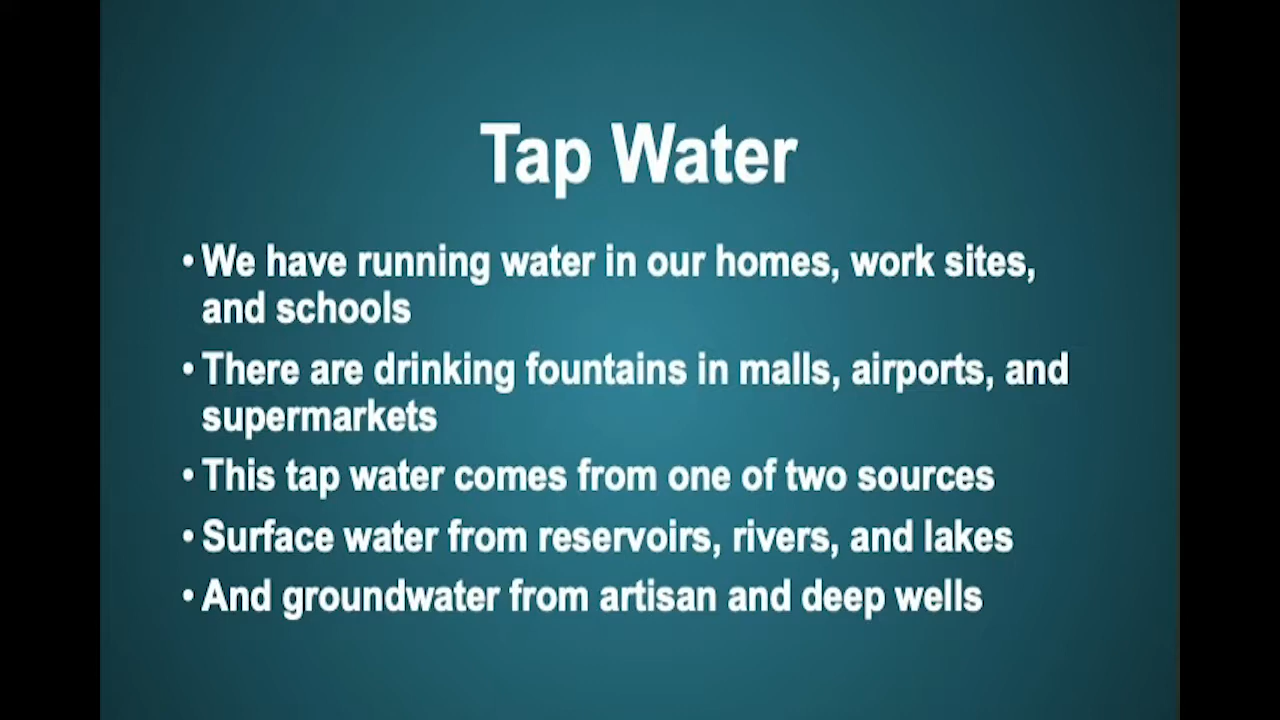 Tap Water
• We have running water in our homes, work sites,
and schools
• There are drinking fountains in malls, airports, and
supermarkets
• This tap water comes from one of two sources
• Surface water from reservoirs, rivers, and lakes
• And groundwater from artisan and deep wells